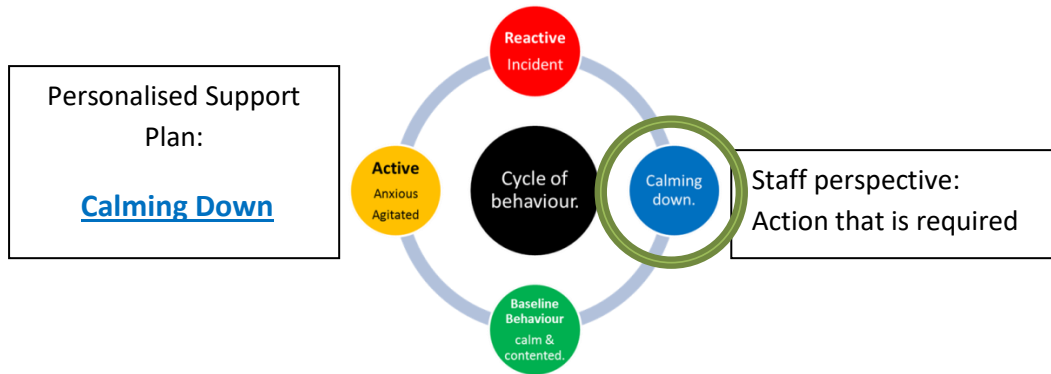 Personalised Support
Plan:
Calming Down
Reactive
Incident
Active
Anxious
Agitated
Cycle of
behaviour.
Calming
down.
Staff perspective:
Action that is required
Baseline
Behaviour
calm &
contented.